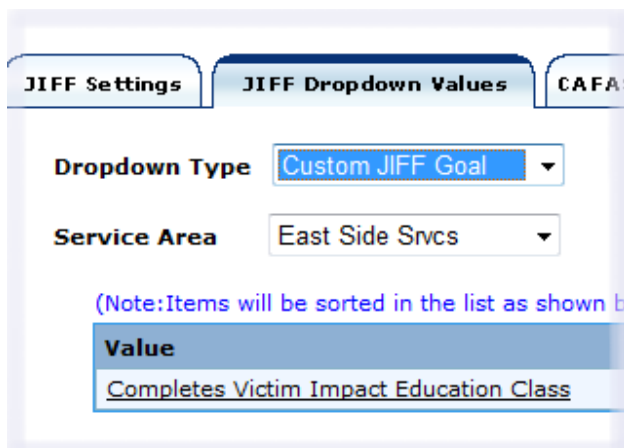 JIFF Settings JIFF Dropdown Values CAFA
Dropdown Type Custom JIFF Goal
Service Area East Side Srvcs
(Note:Items will be sorted in the list as shown b
Value
Completes Victim Impact Education Class